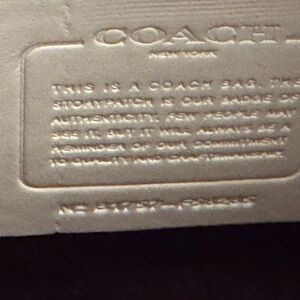 COACH
NEW YORK
THIS IS A COACH BAG. THE
STORYPATCH IS OUR BADGE OF
AUTHENTICITY. FEW PEOPLE MAY
SEE IT, BUT IT WILL ALWAYS BE A
REMINDER OF OUR COMMITMENT
TO QUALITY AND CRAFTSMANSHIP.
Nº